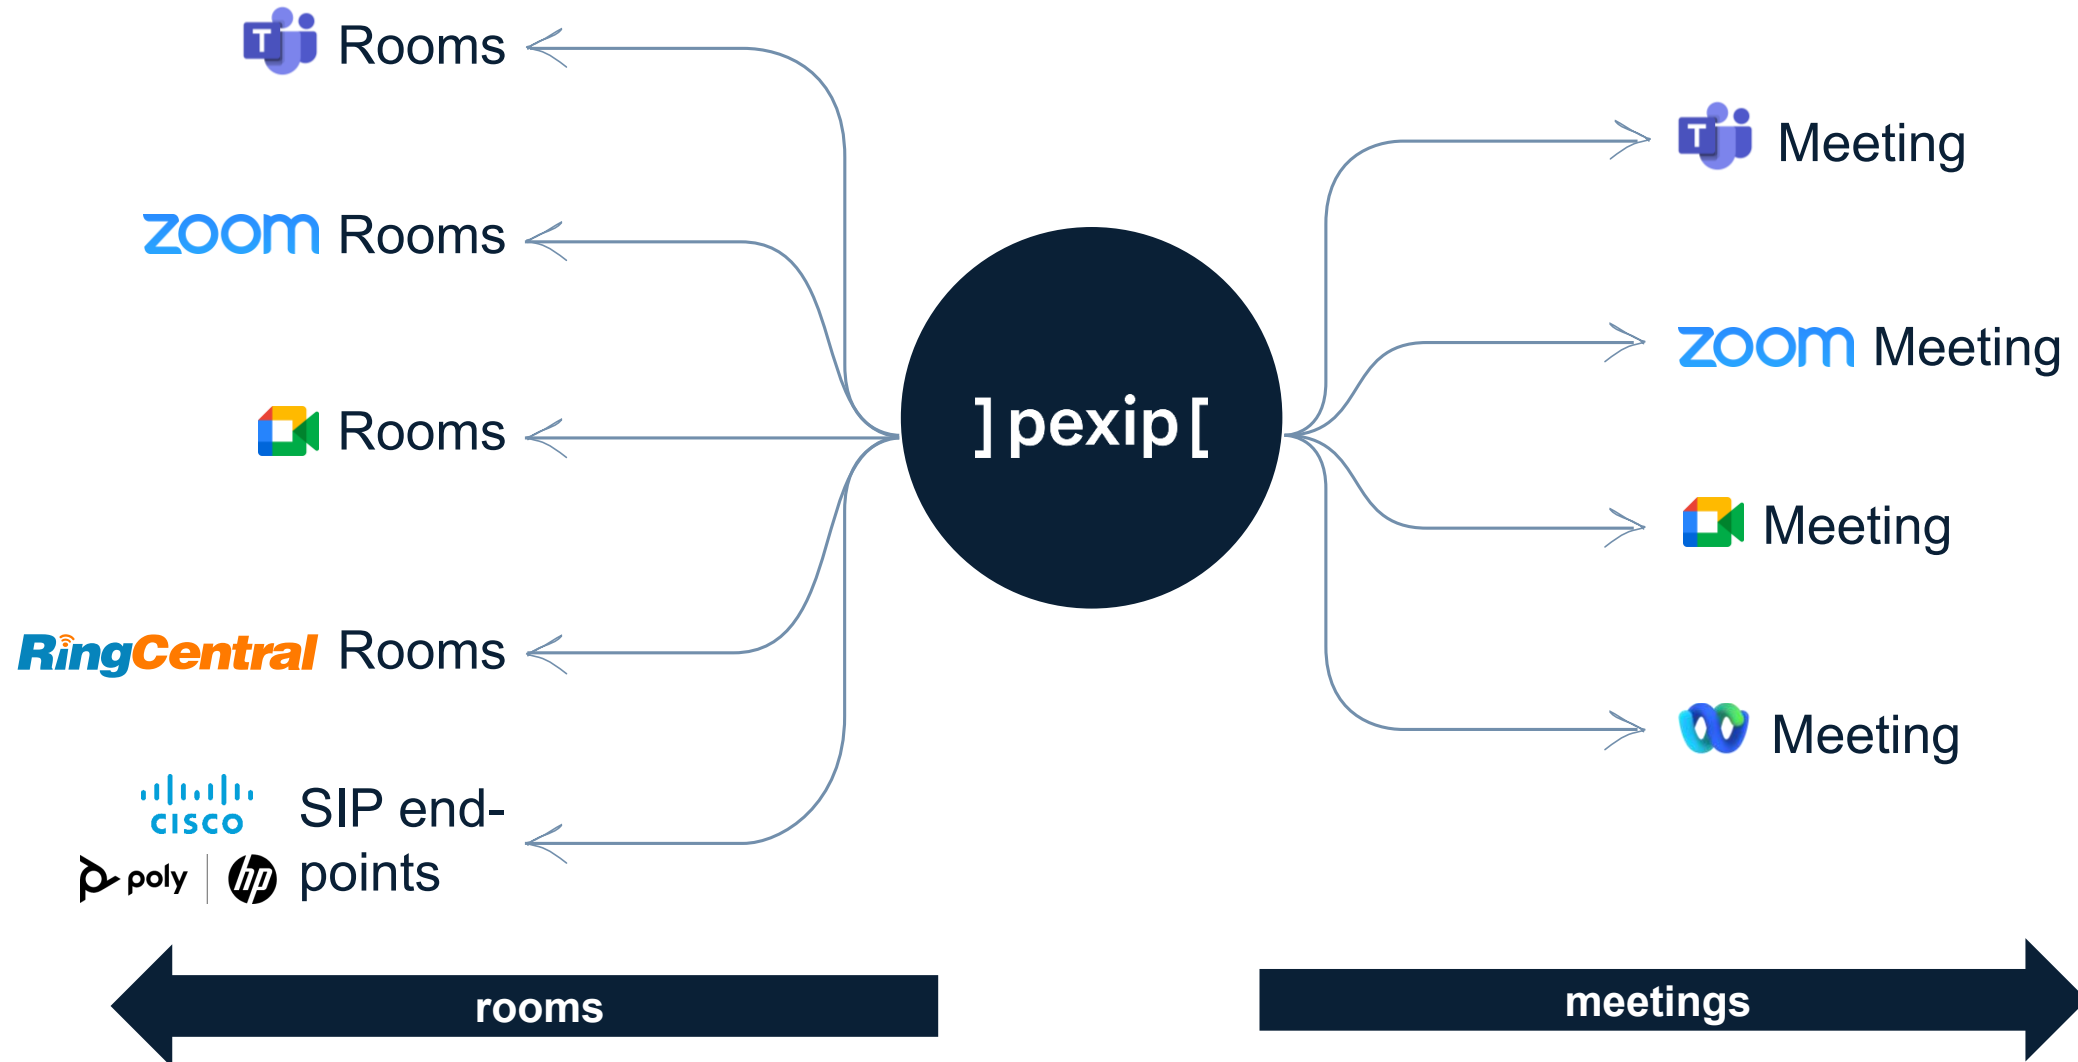 T Rooms
zoom Rooms
Rooms
RingCentral Rooms
cisco
poly hp
SIP end-
points
]pexip[
T Meeting
zoom Meeting
Meeting
Meeting
rooms
meetings